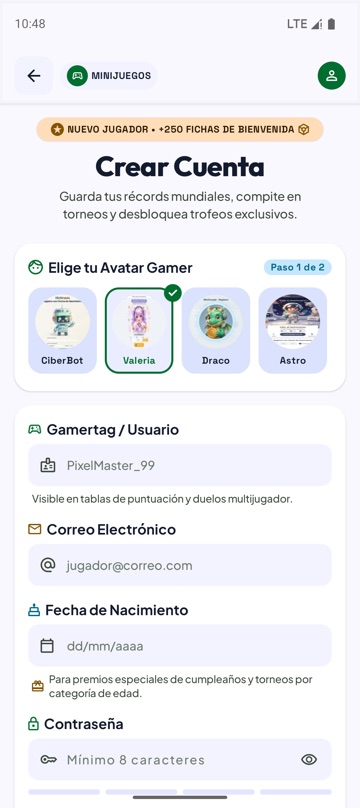 10:48
LTE
MINIJUEGOS
NUEVO JUGADOR • +250 FICHAS DE BIENVENIDA
Crear Cuenta
Guarda tus récords mundiales, compite en
torneos y desbloquea trofeos exclusivos.
Elige tu Avatar Gamer
Paso 1 de 2
CiberBot
Valeria
Draco
Astro
Gamertag / Usuario
PixelMaster_99
Visible en tablas de puntuación y duelos multijugador.
Correo Electrónico
jugador@correo.com
Fecha de Nacimiento
dd/mm/aaaa
Para premios especiales de cumpleaños y torneos por
categoría de edad.
Contraseña
Mínimo 8 caracteres